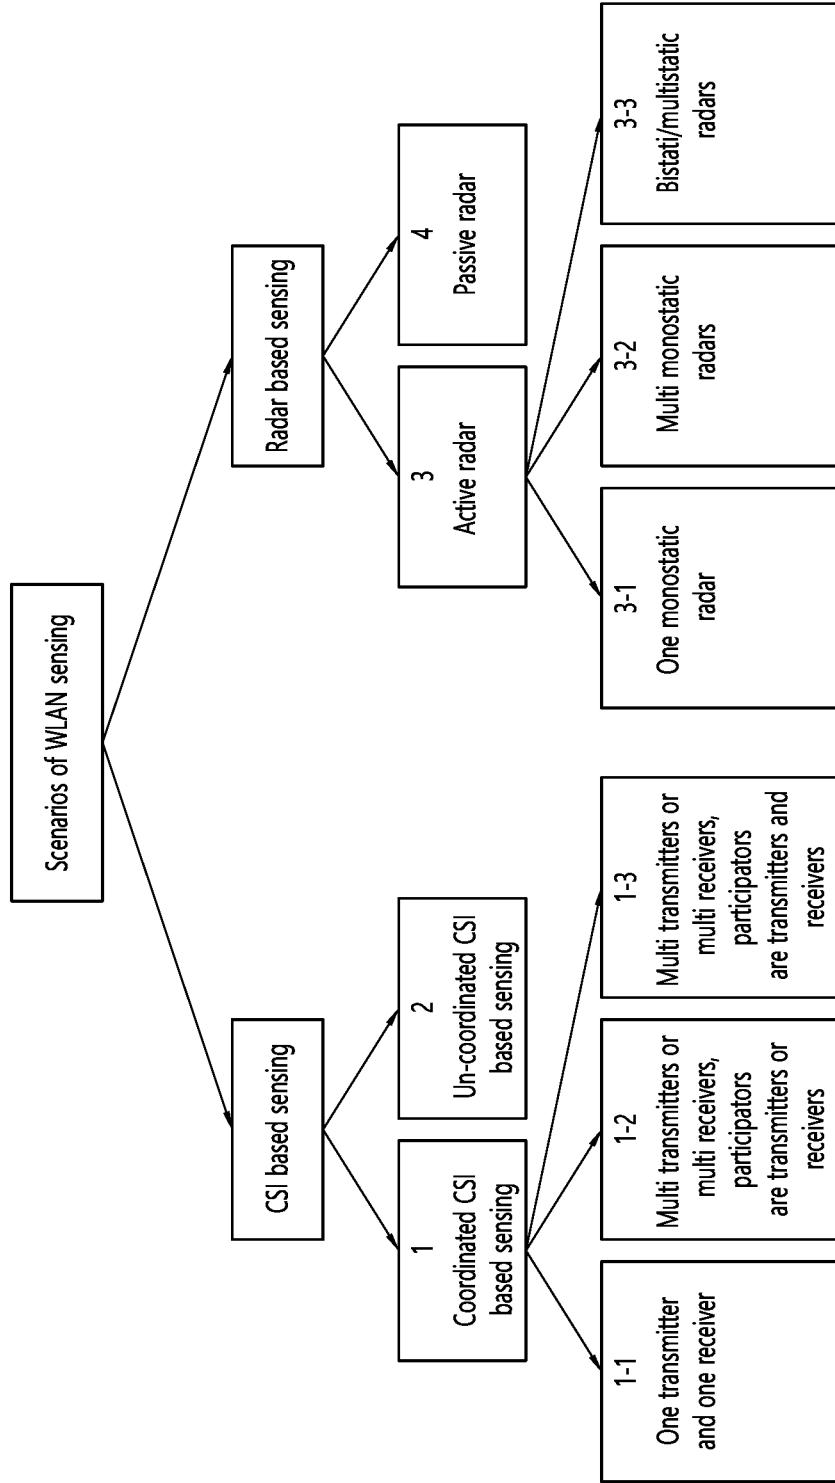 Scenarios of WLAN sensing
CSI based sensing
Radar based sensing
1
Coordinated CSI
based sensing
2
Un-coordinated CSI
based sensing
3
Active radar
4
Passive radar
1-1
One transmitter
and one receiver
1-2
Multi transmitters or
multi receivers,
participators
are transmitters or
receivers
1-3
Multi transmitters or
multi receivers,
participators
are transmitters and
receivers
3-1
One monostatic
radar
3-2
Multi monostatic
radars
3-3
Bistati/multistatic
radars